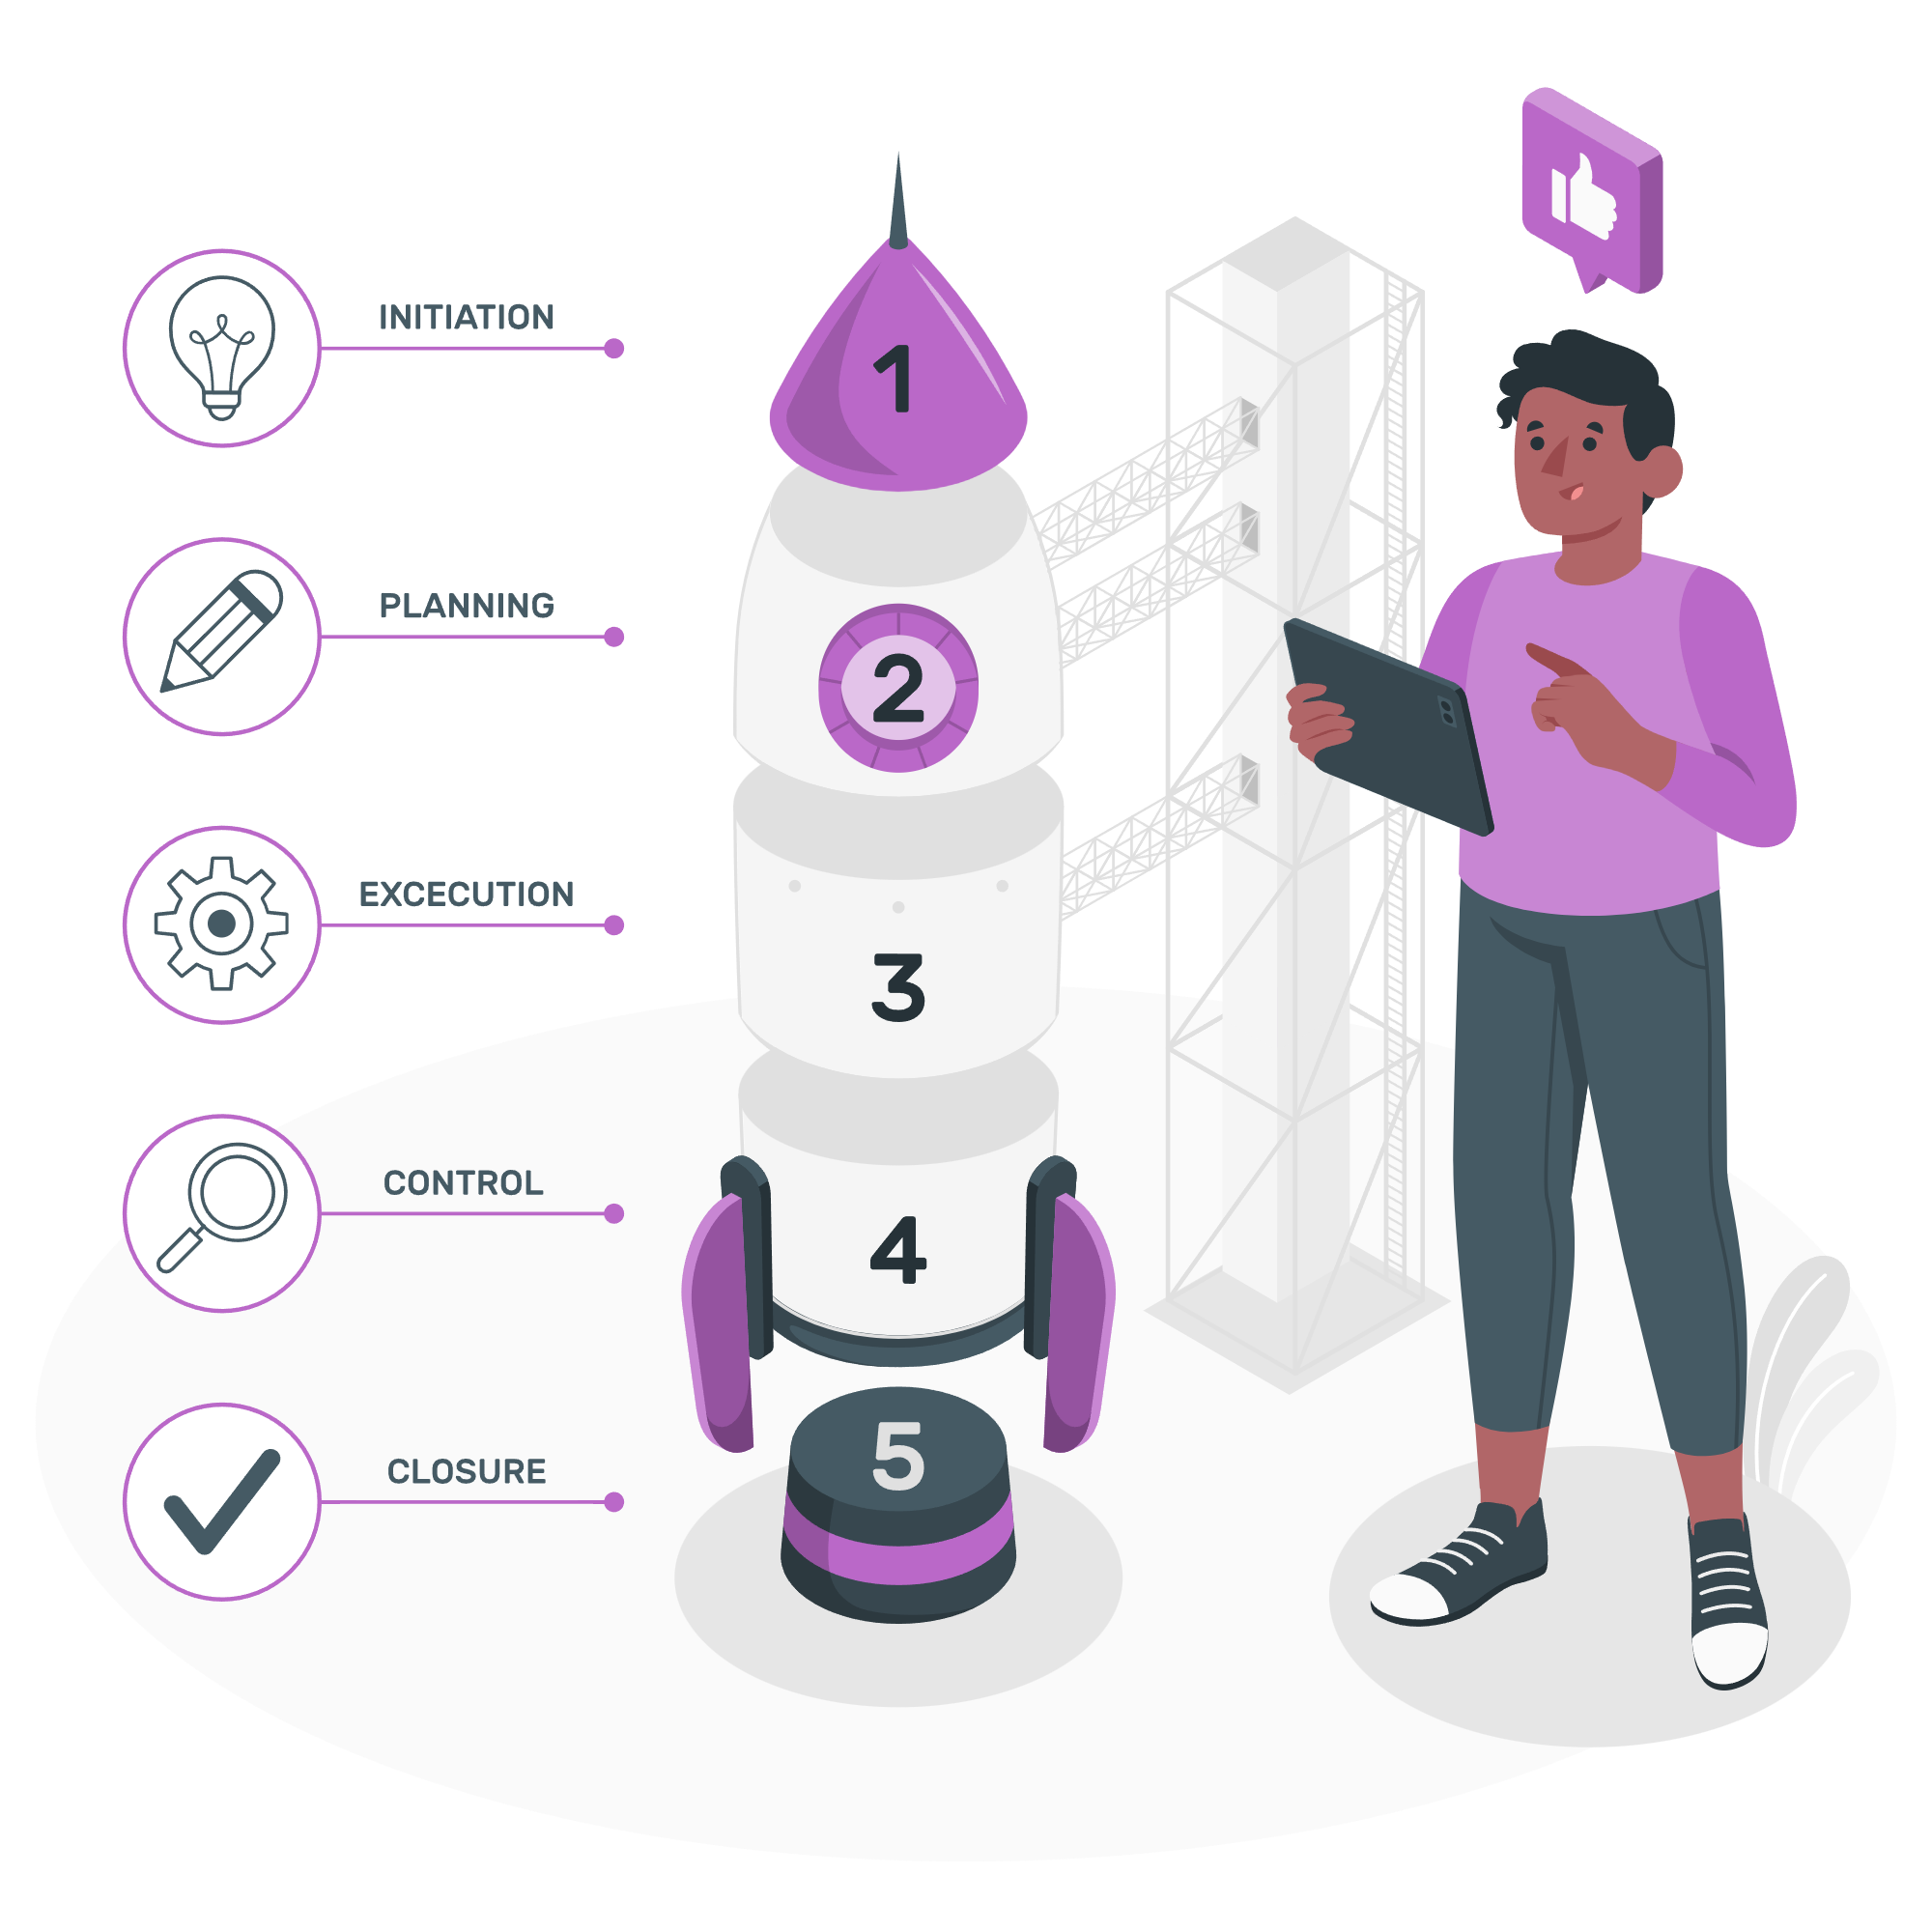 INITIATION
1
PLANNING
2
EXCECUTION
3
CONTROL
4
CLOSURE
5